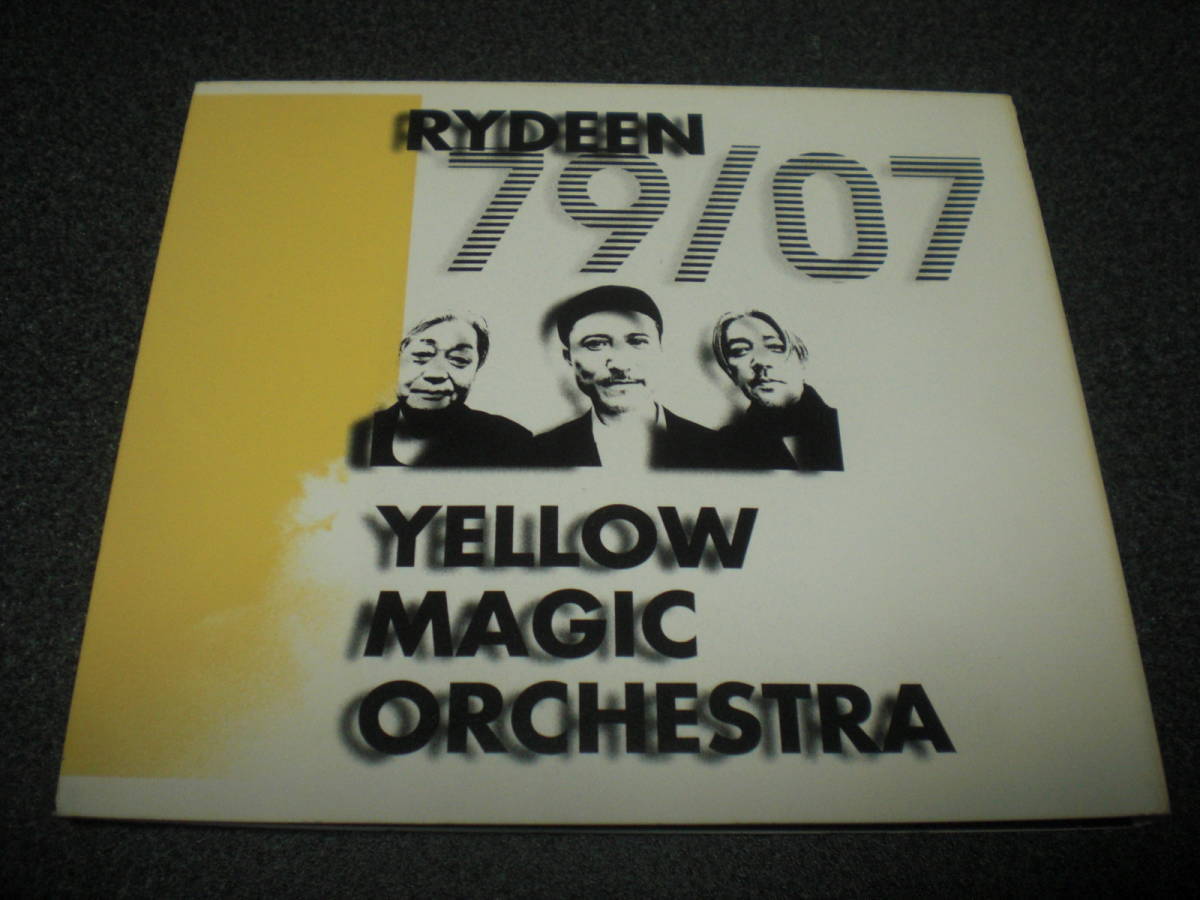 RYDEEN
79/07
YELLOW
MAGIC
ORCHESTRA